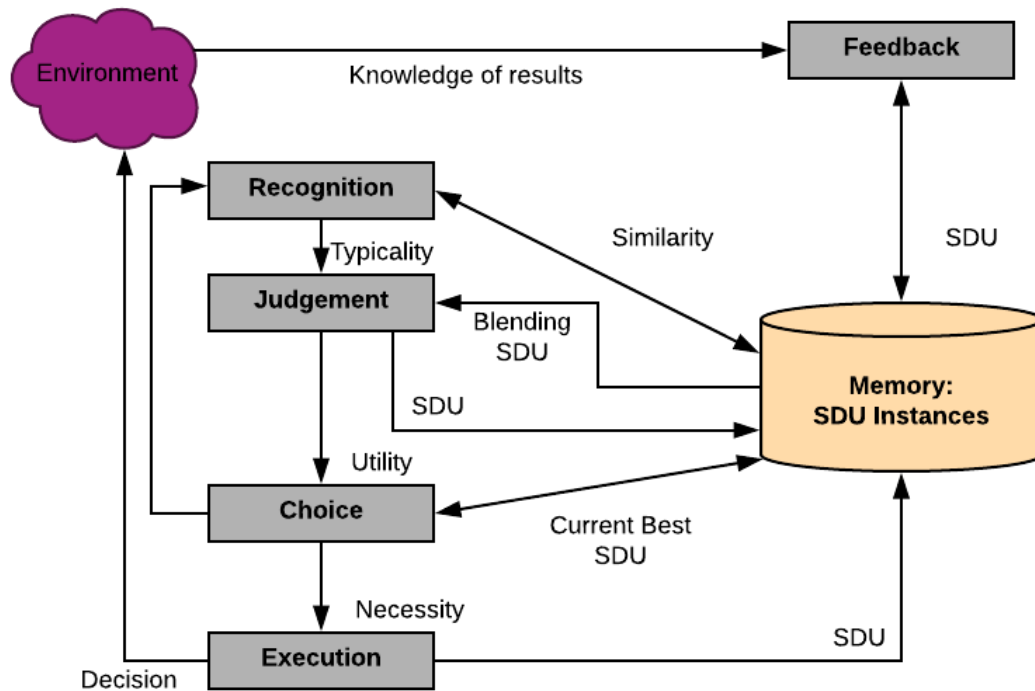 Environment
Feedback
Knowledge of results
Recognition
Similarity
SDU
Typicality
Judgement
Blending
SDU
Memory:
SDU Instances
SDU
Utility
Choice
Current Best
SDU
Necessity
SDU
Execution
Decision